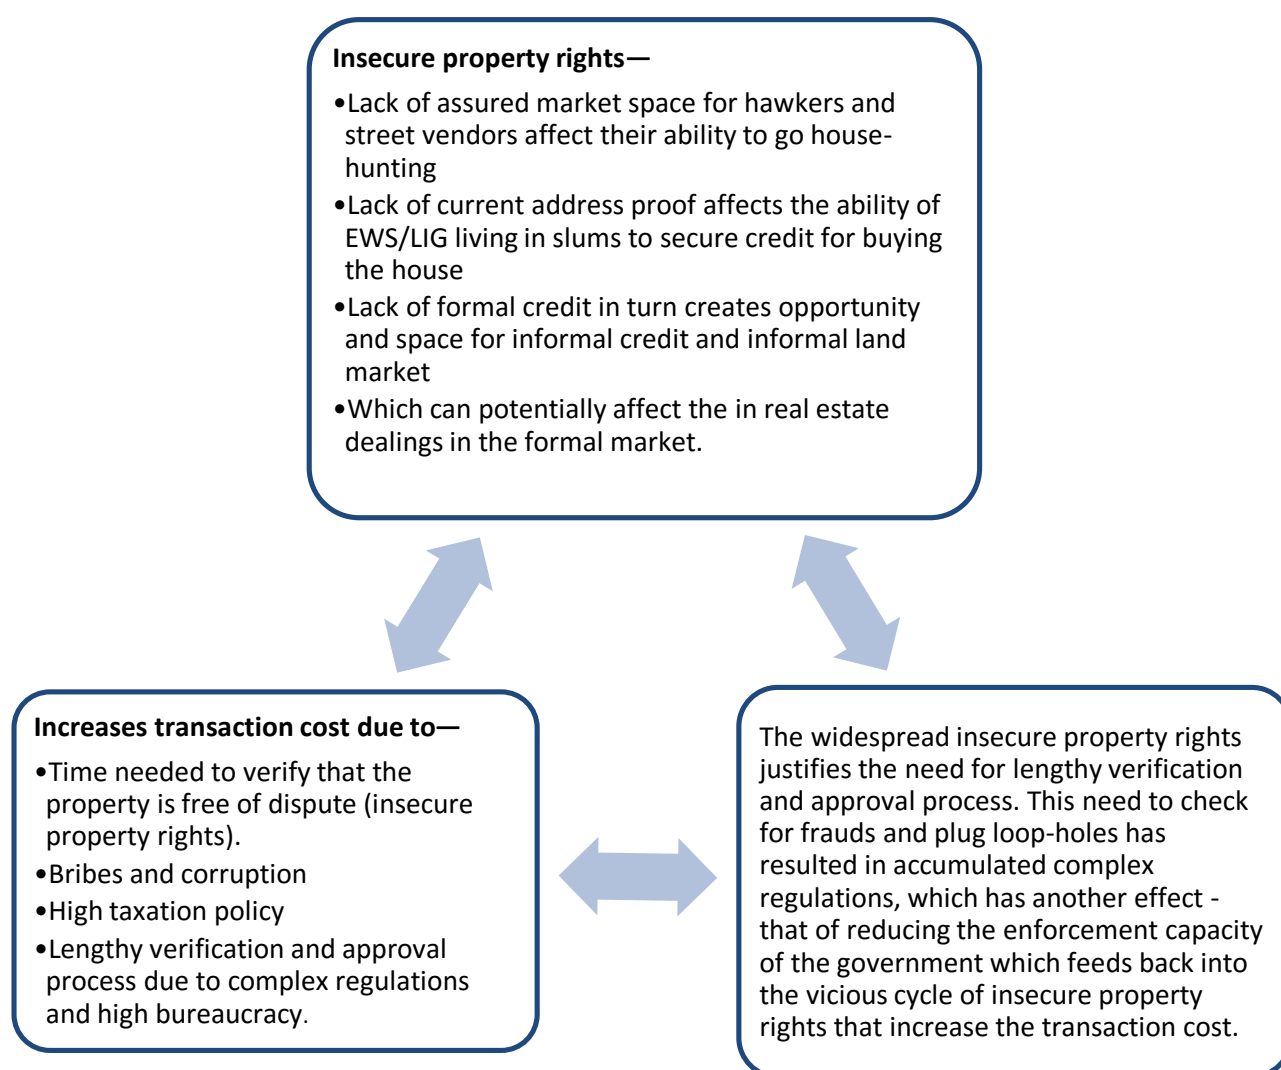 Insecure property rights—
•Lack of assured market space for hawkers and
street vendors affect their ability to go house-
hunting
•Lack of current address proof affects the ability of
EWS/LIG living in slums to secure credit for buying
the house
•Lack of formal credit in turn creates opportunity
and space for informal credit and informal land
market
•Which can potentially affect the in real estate
dealings in the formal market.
Increases transaction cost due to—
•Time needed to verify that the
property is free of dispute (insecure
property rights).
•Bribes and corruption
•High taxation policy
•Lengthy verification and approval
process due to complex regulations
and high bureaucracy.
The widespread insecure property rights
justifies the need for lengthy verification
and approval process. This need to check
for frauds and plug loop-holes has
resulted in accumulated complex
regulations, which has another effect -
that of reducing the enforcement capacity
of the government which feeds back into
the vicious cycle of insecure property
rights that increase the transaction cost.